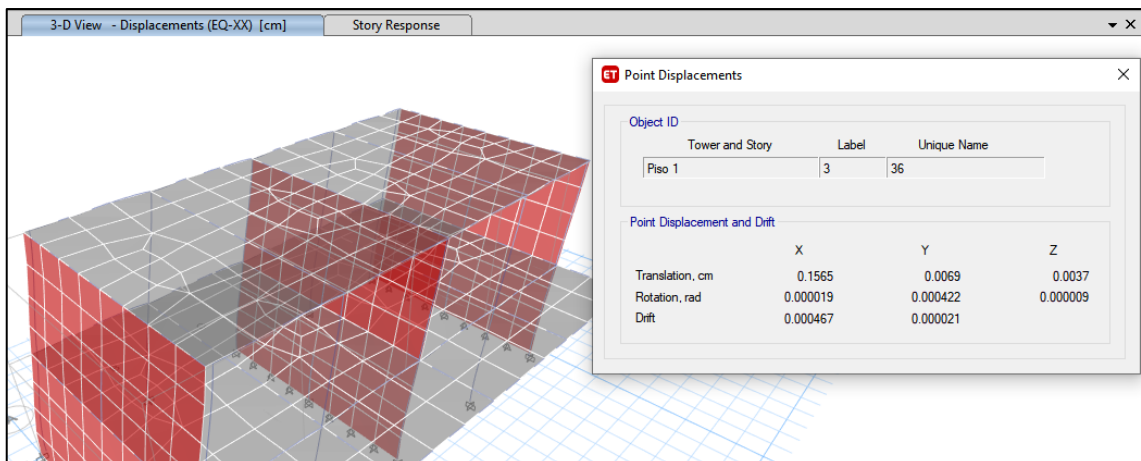 3-D View - Displacements (EQ-XX) [cm] Story Response
ET Point Displacements
Object ID
Tower and Story Label Unique Name
Piso 1 3 36
Point Displacement and Drift
X Y Z
Translation, cm 0.1565 0.0069 0.0037
Rotation, rad 0.000019 0.000422 0.000009
Drift 0.000467 0.000021